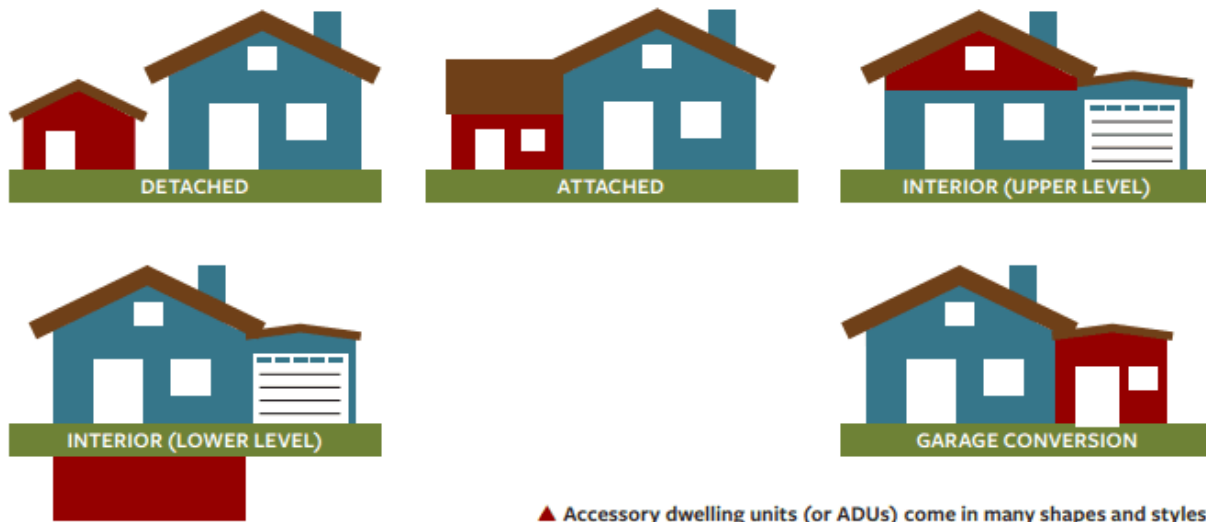 DETACHED
ATTACHED
INTERIOR (UPPER LEVEL)
INTERIOR (LOWER LEVEL)
GARAGE CONVERSION
▲ Accessory dwelling units (or ADUs) come in many shapes and styles